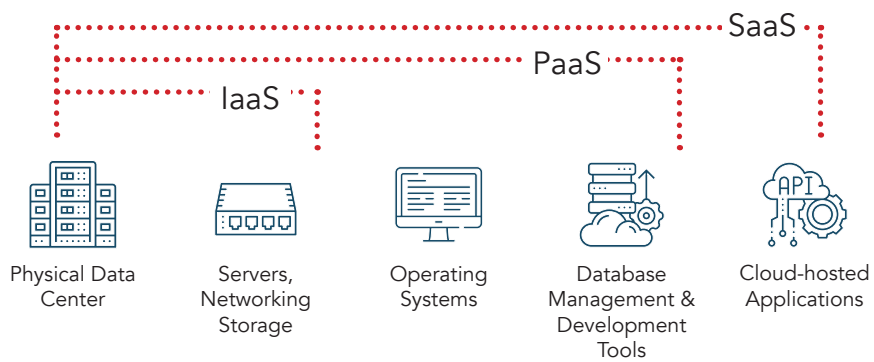 SaaS
PaaS
IaaS
API
Physical Data
Center
Servers,
Networking
Storage
Operating
Systems
Database
Management &
Development
Tools
Cloud-hosted
Applications